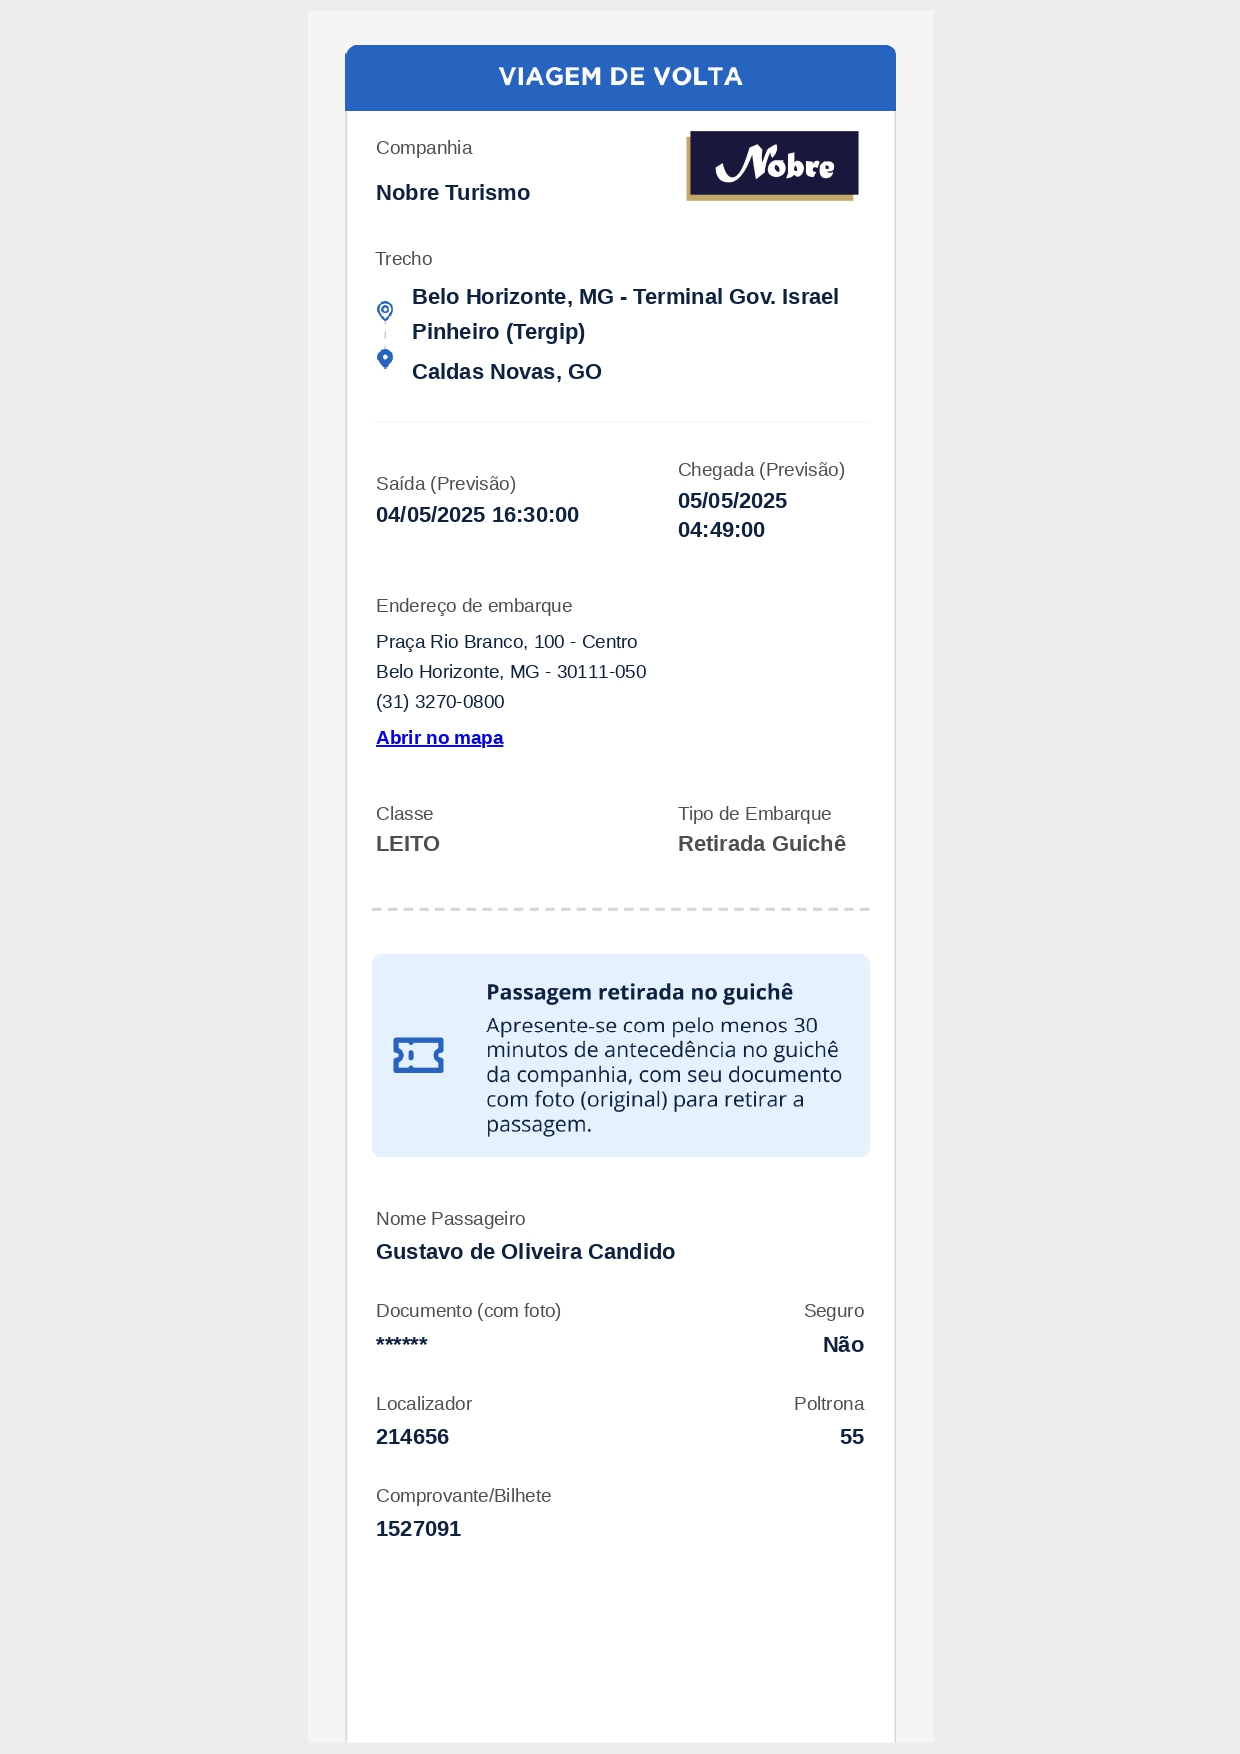 VIAGEM DE VOLTA
Companhia
Nobre
Nobre Turismo
Trecho
Belo Horizonte, MG - Terminal Gov. Israel
Pinheiro (Tergip)
Caldas Novas, GO
Saída (Previsão)
04/05/2025 16:30:00
Chegada (Previsão)
05/05/2025
04:49:00
Endereço de embarque
Praça Rio Branco, 100 - Centro
Belo Horizonte, MG - 30111-050
(31) 3270-0800
Abrir no mapa
Classe
LEITO
Tipo de Embarque
Retirada Guichê
Passagem retirada no guichê
Apresente-se com pelo menos 30
minutos de antecedência no guichê
da companhia, com seu documento
com foto (original) para retirar a
passagem.
Nome Passageiro
Gustavo de Oliveira Candido
Documento (com foto)
******
Seguro
Não
Localizador
214656
Poltrona
55
Comprovante/Bilhete
1527091